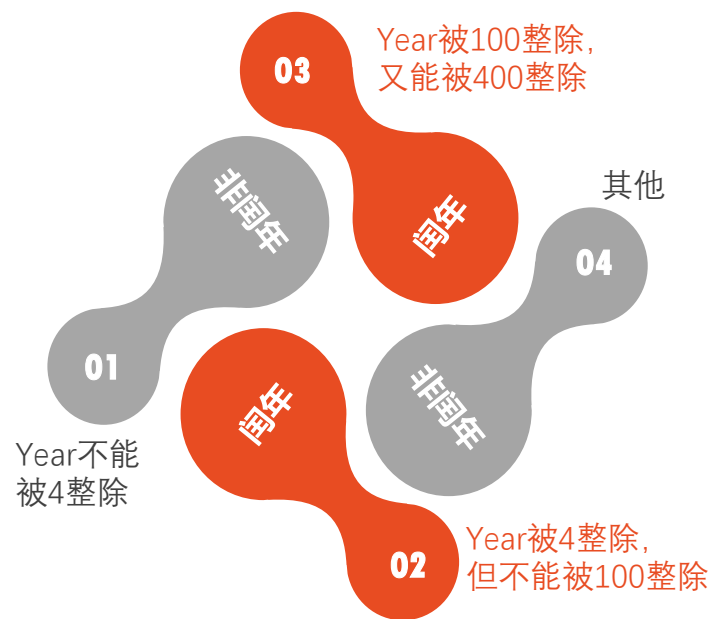 03
Year被100整除，
又能被400整除
闰年
非闰年
01
Year不能
被4整除
其他
04
非闰年
闰年
02
Year被4整除，
但不能被100整除